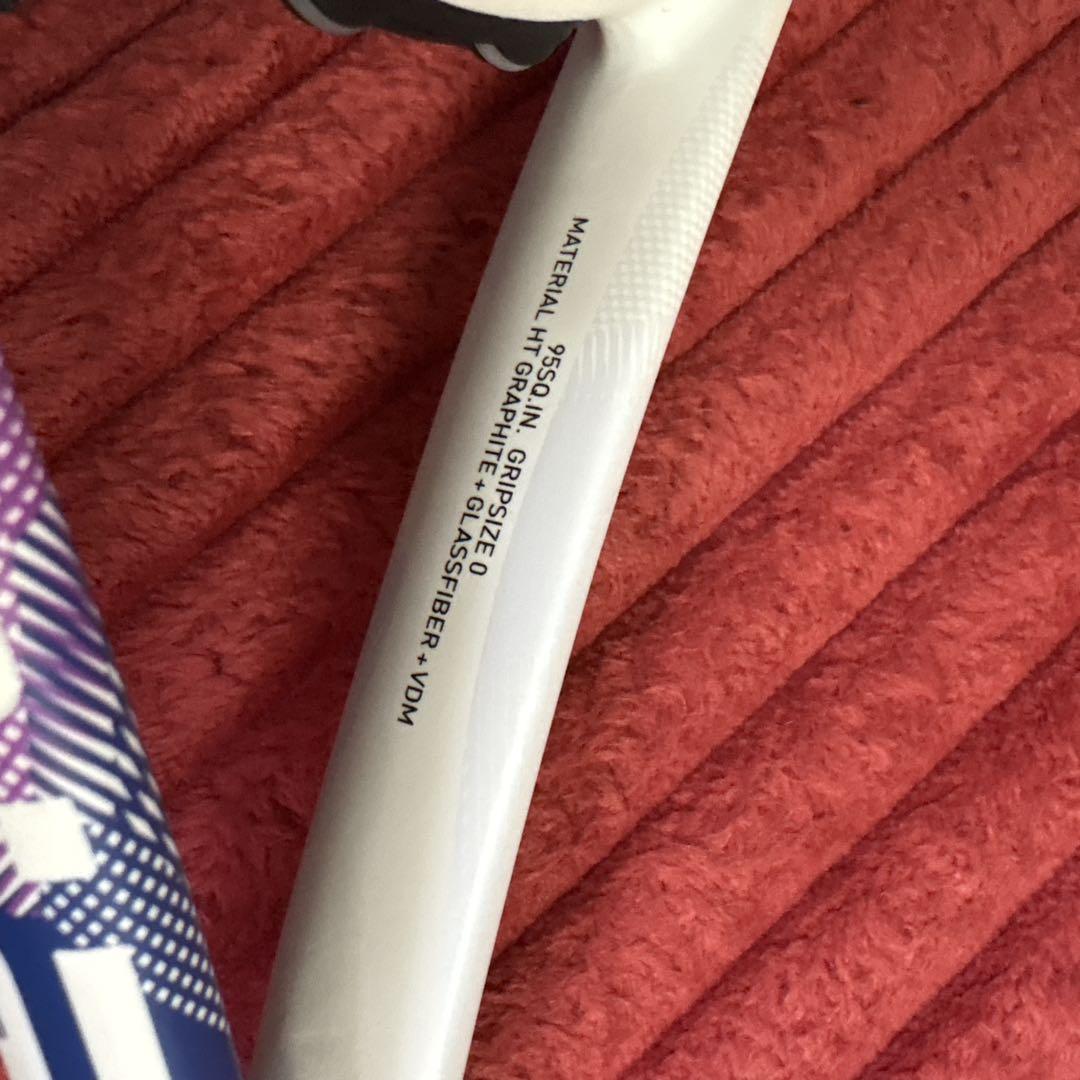 95SQ.IN. GRIPSIZE 0
MATERIAL HT GRAPHITE + GLASSFIBER + VDM